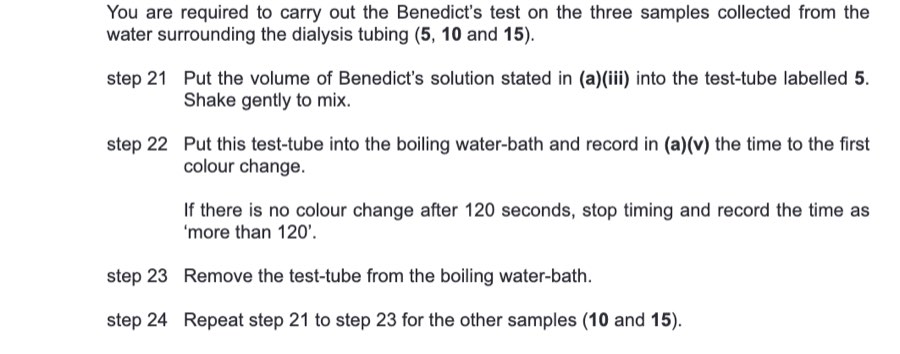 You are required to carry out the Benedict's test on the three samples collected from the
water surrounding the dialysis tubing (5, 10 and 15).
step 21 Put the volume of Benedict's solution stated in (a)(iii) into the test-tube labelled 5.
Shake gently to mix.
step 22 Put this test-tube into the boiling water-bath and record in (a)(v) the time to the first
colour change.
If there is no colour change after 120 seconds, stop timing and record the time as
'more than 120'.
step 23 Remove the test-tube from the boiling water-bath.
step 24 Repeat step 21 to step 23 for the other samples (10 and 15).